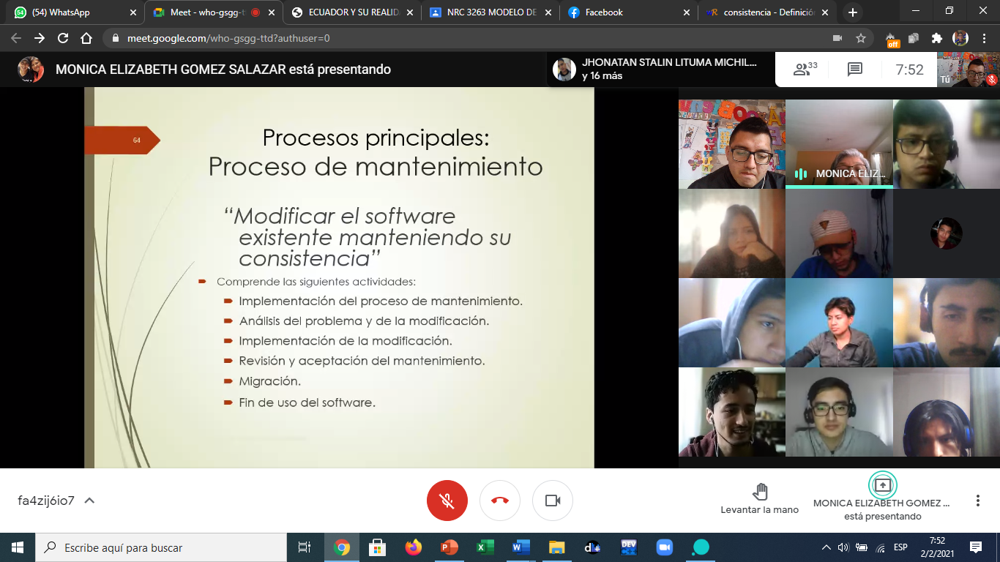 (54) WhatsApp
Meet - who-gsgg-t
ECUADOR Y SU REALID
NRC 3263 MODELO DE
Facebook
consistencia - Definición
meet.google.com/who-gsgg-ttd?authuser=0
off
MONICA ELIZABETH GOMEZ SALAZAR está presentando
JHONATAN STALIN LITUMA MICHIL...
y 16 más
33
7:52
Tú
64
Procesos principales:
Proceso de mantenimiento
“Modificar el software
existente manteniendo su
consistencia”
Comprende las siguientes actividades:
Implementación del proceso de mantenimiento.
Análisis del problema y de la modificación.
Implementación de la modificación.
Revisión y aceptación del mantenimiento.
Migración.
Fin de uso del software.
MONICA ELIZ...
fa4zij6io7
Levantar la mano
MONICA ELIZABETH GOMEZ ...
está presentando
Escribe aquí para buscar
DEV
ESP
7:52
2/2/2021